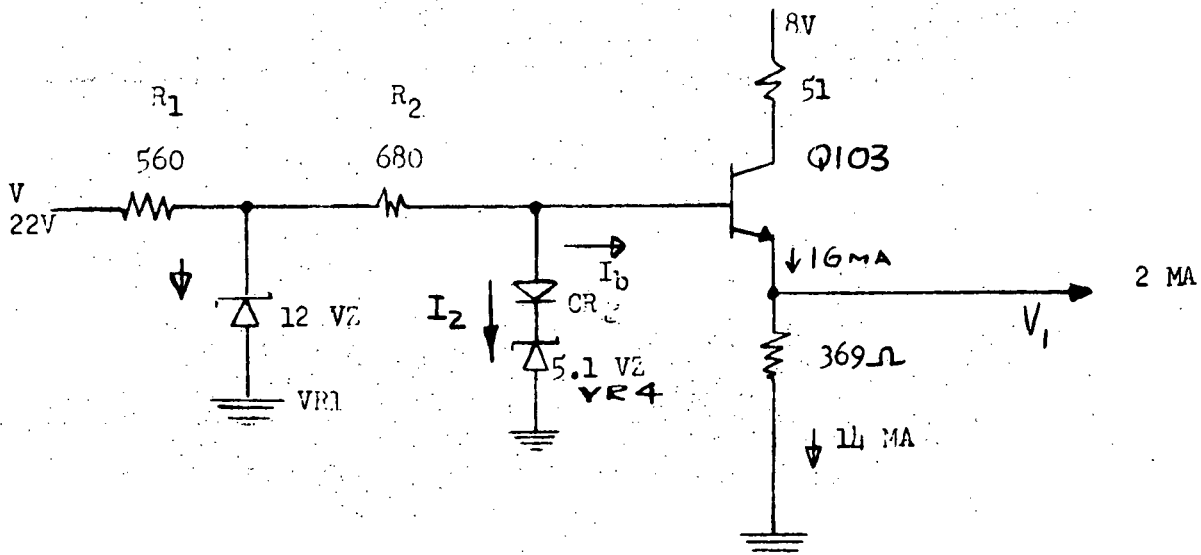 8V
51
R1
R2
560
680
Q103
V
22V
16MA
2 MA
Ib
V1
I2
CR2
12 VZ
5.1 VZ
VR4
369Ω
VR1
14 MA